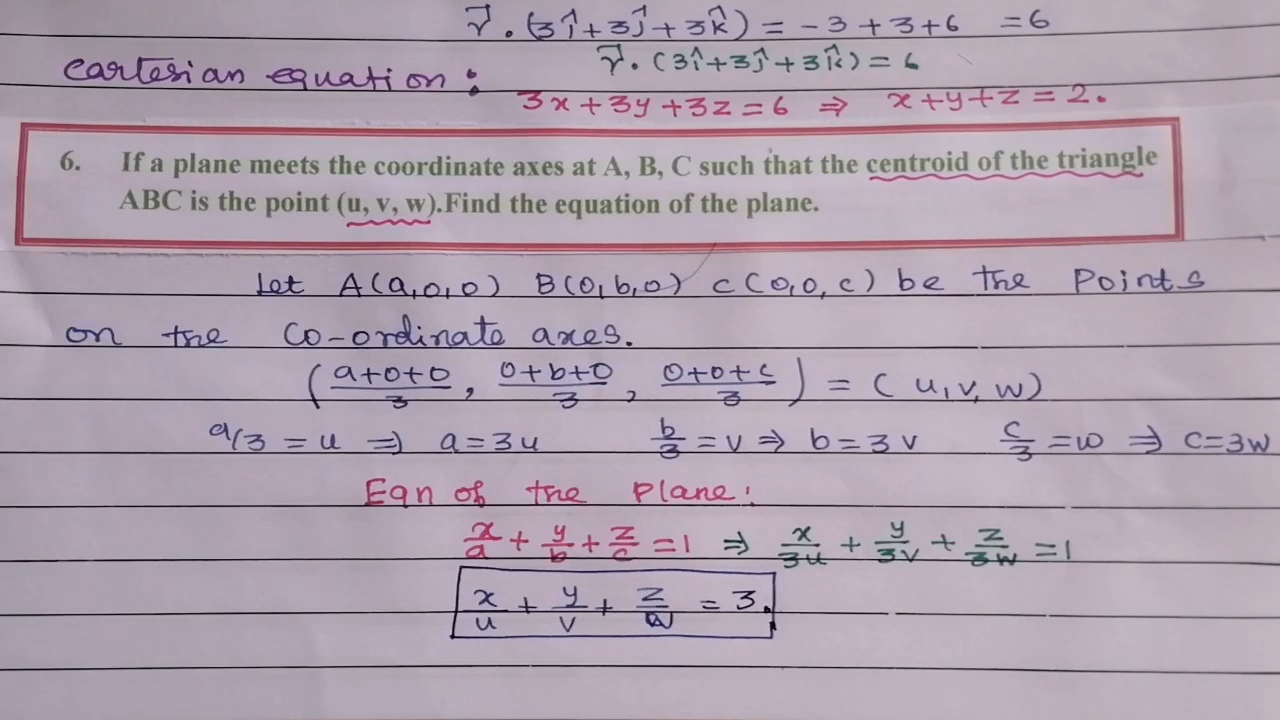 r⃗ . (3î+3ĵ+3k̂) = -3+3+6 = 6
cartesian equation : r⃗ . (3î+3ĵ+3k̂) = 6
3x+3y+3z=6 ⇒ x+y+z=2.
6. If a plane meets the coordinate axes at A, B, C such that the centroid of the triangle
ABC is the point (u, v, w).Find the equation of the plane.
Let A(a,0,0) B(0,b,0) C(0,0,c) be the Points
on the Co-ordinate axes.
(a+0+0/3, 0+b+0/3, 0+0+c/3) = (u,v,w)
a/3 = u ⇒ a=3u b/3 = v ⇒ b=3v c/3 = w ⇒ c=3w
Eqn of the Plane:
x/a + y/b + z/c = 1 ⇒ x/3u + y/3v + z/3w = 1
x/u + y/v + z/w = 3.